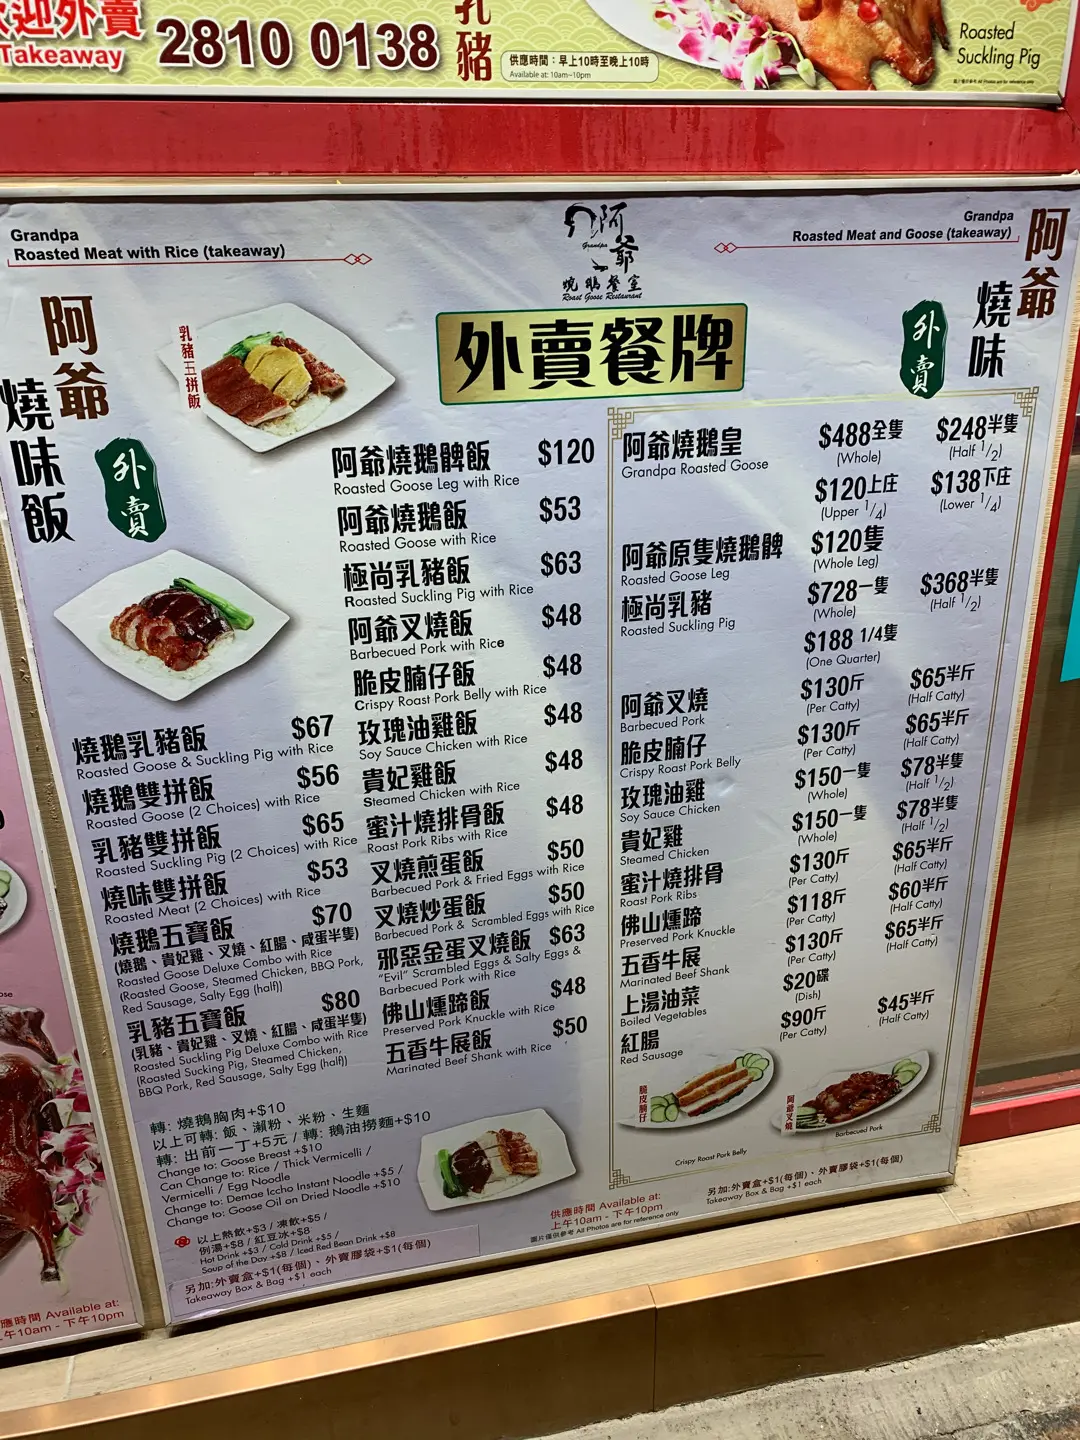 迎外賣
Takeaway
2810 0138
乳豬
供應時間：早上10時至晚上10時
Available at: 10am–10pm
Roasted
Suckling Pig
Grandpa
Roasted Meat with Rice (takeaway)
阿爺
Grandpa
燒鵝餐室
Roast Goose Restaurant
Grandpa
Roasted Meat and Goose (takeaway)
阿爺
燒味飯
外賣
乳豬五拼飯
外賣餐牌
阿爺
燒味
外賣
阿爺燒鵝髀飯 $120
Roasted Goose Leg with Rice
阿爺燒鵝飯 $53
Roasted Goose with Rice
極尚乳豬飯 $63
Roasted Suckling Pig with Rice
阿爺叉燒飯 $48
Barbecued Pork with Rice
脆皮腩仔飯 $48
Crispy Roast Pork Belly with Rice
玫瑰油雞飯 $48
Soy Sauce Chicken with Rice
貴妃雞飯 $48
Steamed Chicken with Rice
蜜汁燒排骨飯 $48
Roast Pork Ribs with Rice
叉燒煎蛋飯 $50
Barbecued Pork & Fried Eggs with Rice
叉燒炒蛋飯 $50
Barbecued Pork & Scrambled Eggs with Rice
邪惡金蛋叉燒飯 $63
"Evil" Scrambled Eggs & Salty Eggs &
Barbecued Pork with Rice
佛山燻蹄飯 $48
Preserved Pork Knuckle with Rice
五香牛展飯 $50
Marinated Beef Shank with Rice
燒鵝乳豬飯 $67
Roasted Goose & Suckling Pig with Rice
燒鵝雙拼飯 $56
Roasted Goose (2 Choices) with Rice
乳豬雙拼飯 $65
Roasted Suckling Pig (2 Choices) with Rice
燒味雙拼飯 $53
Roasted Meat (2 Choices) with Rice
燒鵝五寶飯 $70
(燒鵝、貴妃雞、叉燒、紅腸、咸蛋半隻)
Roasted Goose Deluxe Combo with Rice
(Roasted Goose, Steamed Chicken, BBQ Pork,
Red Sausage, Salty Egg (half))
乳豬五寶飯 $80
(乳豬、貴妃雞、叉燒、紅腸、咸蛋半隻)
Roasted Suckling Pig Deluxe Combo with Rice
(Roasted Sucking Pig, Steamed Chicken,
BBQ Pork, Red Sausage, Salty Egg (half))
轉: 燒鵝胸肉+$10
以上可轉: 飯、瀨粉、米粉、生麵
轉: 出前一丁+5元 / 轉: 鵝油撈麵+$10
Change to: Goose Breast +$10
Can Change to: Rice / Thick Vermicelli /
Vermicelli / Egg Noodle
Change to: Demae Iccho Instant Noodle +$5 /
Change to: Goose Oil on Dried Noodle +$10
以上熱飲+$3 / 凍飲+$5 /
例湯+$8 / 紅豆冰+$8
Hot Drink +$3 / Cold Drink +$5 /
Soup of the Day +$8 / Iced Red Bean Drink +$8
另加:外賣盒+$1(每個)、外賣膠袋+$1(每個)
Takeaway Box & Bag +$1 each
阿爺燒鵝皇 $488全隻 $248半隻
Grandpa Roasted Goose (Whole) (Half 1/2)
$120上庄 $138下庄
(Upper 1/4) (Lower 1/4)
阿爺原隻燒鵝髀 $120隻
Roasted Goose Leg (Whole Leg)
極尚乳豬 $728一隻 $368半隻
Roasted Suckling Pig (Whole) (Half 1/2)
$188 1/4隻
(One Quarter)
阿爺叉燒 $130斤 $65半斤
Barbecued Pork (Per Catty) (Half Catty)
脆皮腩仔 $130斤 $65半斤
Crispy Roast Pork Belly (Per Catty) (Half Catty)
玫瑰油雞 $150一隻 $78半隻
Soy Sauce Chicken (Whole) (Half 1/2)
貴妃雞 $150一隻 $78半隻
Steamed Chicken (Whole) (Half 1/2)
蜜汁燒排骨 $130斤 $65半斤
Roast Pork Ribs (Per Catty) (Half Catty)
佛山燻蹄 $118斤 $60半斤
Preserved Pork Knuckle (Per Catty) (Half Catty)
五香牛展 $130斤 $65半斤
Marinated Beef Shank (Per Catty) (Half Catty)
上湯油菜 $20碟
Boiled Vegetables (Dish)
紅腸 $90斤 $45半斤
Red Sausage (Per Catty) (Half Catty)
脆皮腩仔
Crispy Roast Pork Belly
阿爺叉燒
Barbecued Pork
供應時間 Available at:
上午10am - 下午10pm
圖片僅供參考 All Photos are for reference only
另加:外賣盒+$1(每個)、外賣膠袋+$1(每個)
Takeaway Box & Bag +$1 each
應時間 Available at:
午10am - 下午10pm